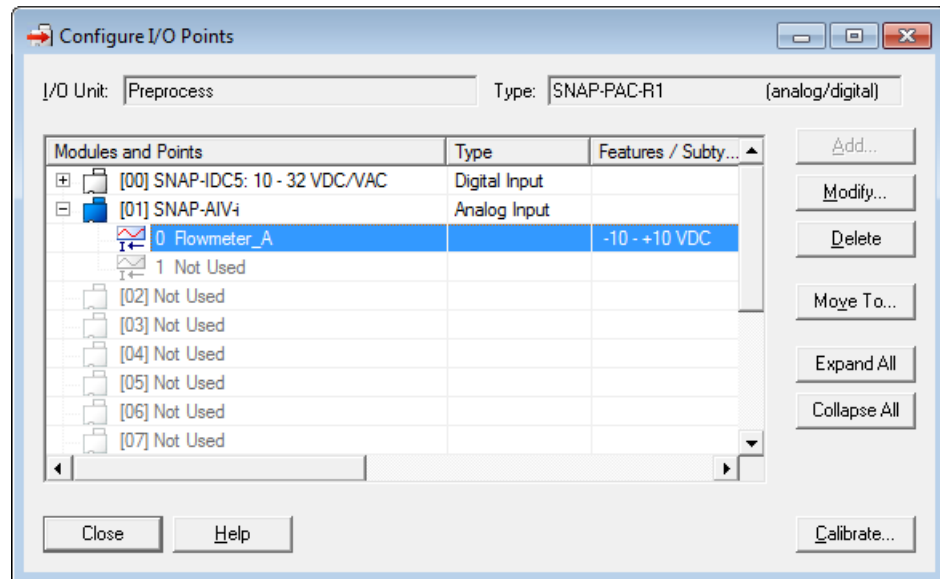 Configure I/O Points
I/O Unit: Preprocess Type: SNAP-PAC-R1 (analog/digital)
Modules and Points Type Features / Subty...
[00] SNAP-IDC5: 10 - 32 VDC/VAC Digital Input
[01] SNAP-AIV-i Analog Input
0 Flowmeter_A -10 - +10 VDC
1 Not Used
[02] Not Used
[03] Not Used
[04] Not Used
[05] Not Used
[06] Not Used
[07] Not Used
Add...
Modify...
Delete
Move To...
Expand All
Collapse All
Close Help Calibrate...